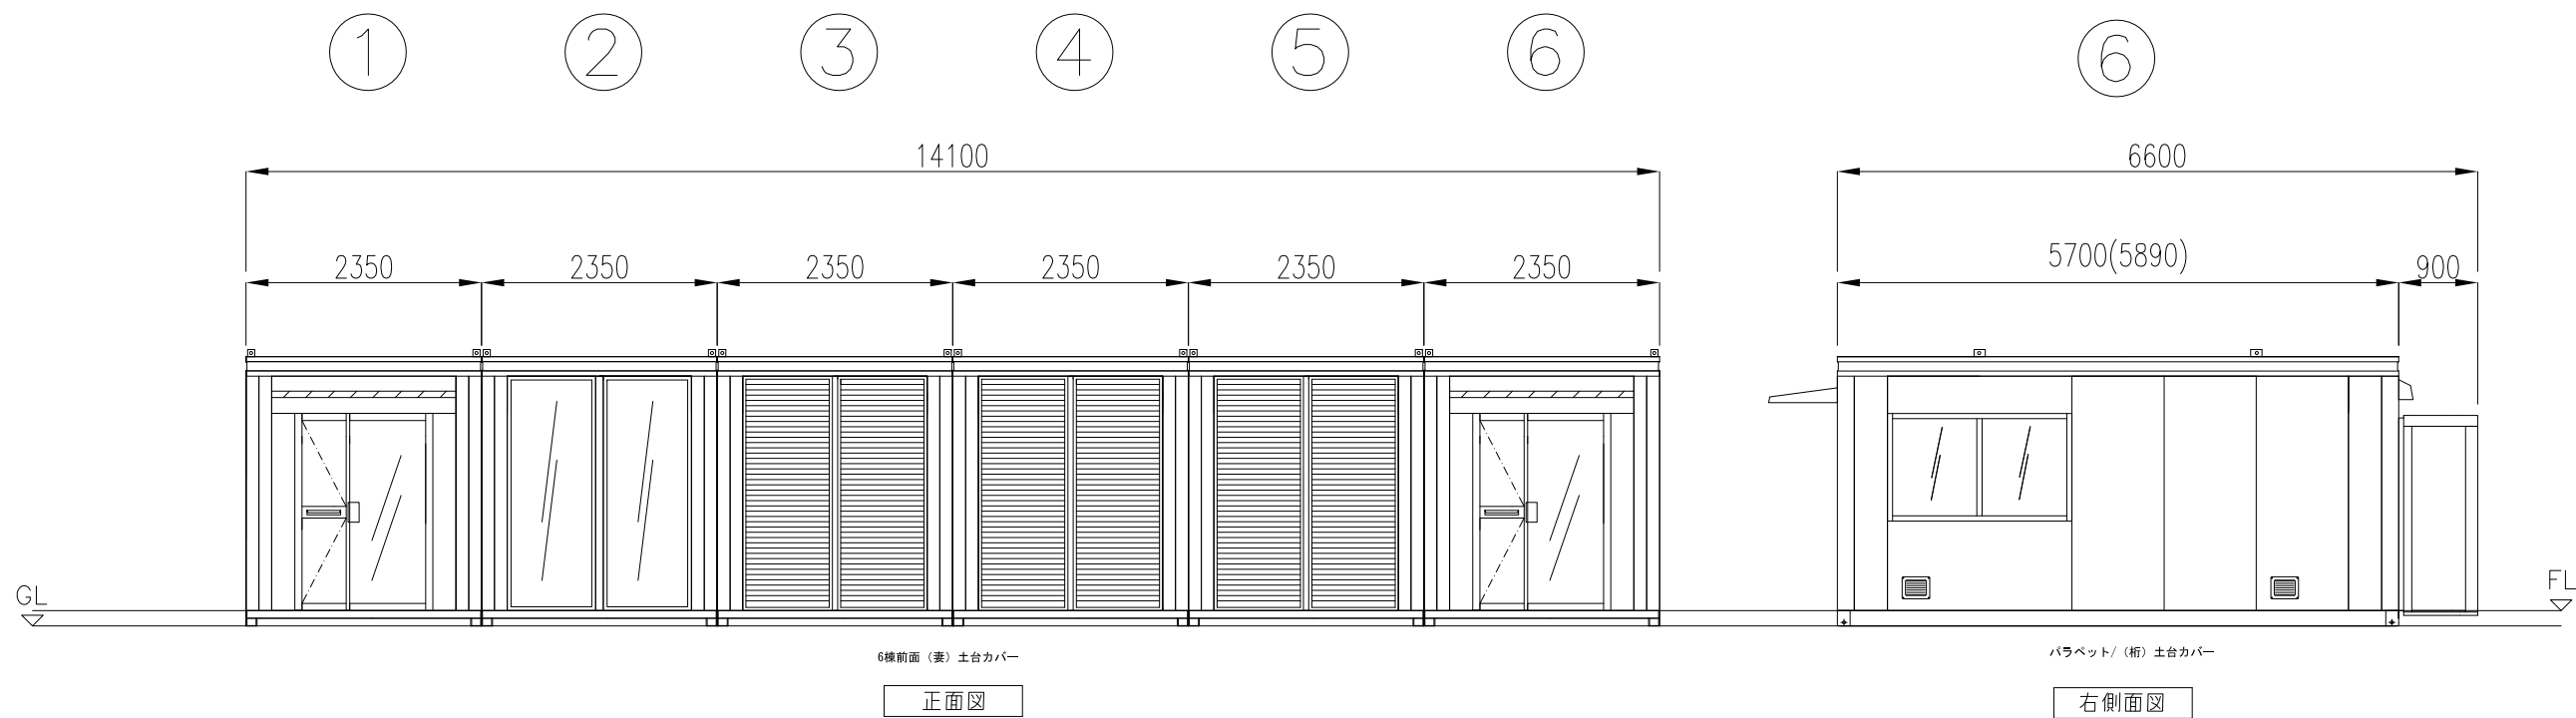 ① ② ③ ④ ⑤ ⑥ ⑥
14100 6600
2350 2350 2350 2350 2350 2350 5700(5890) 900
GL FL
6棟前面（妻）土台カバー パラペット/（桁）土台カバー
正面図 右側面図